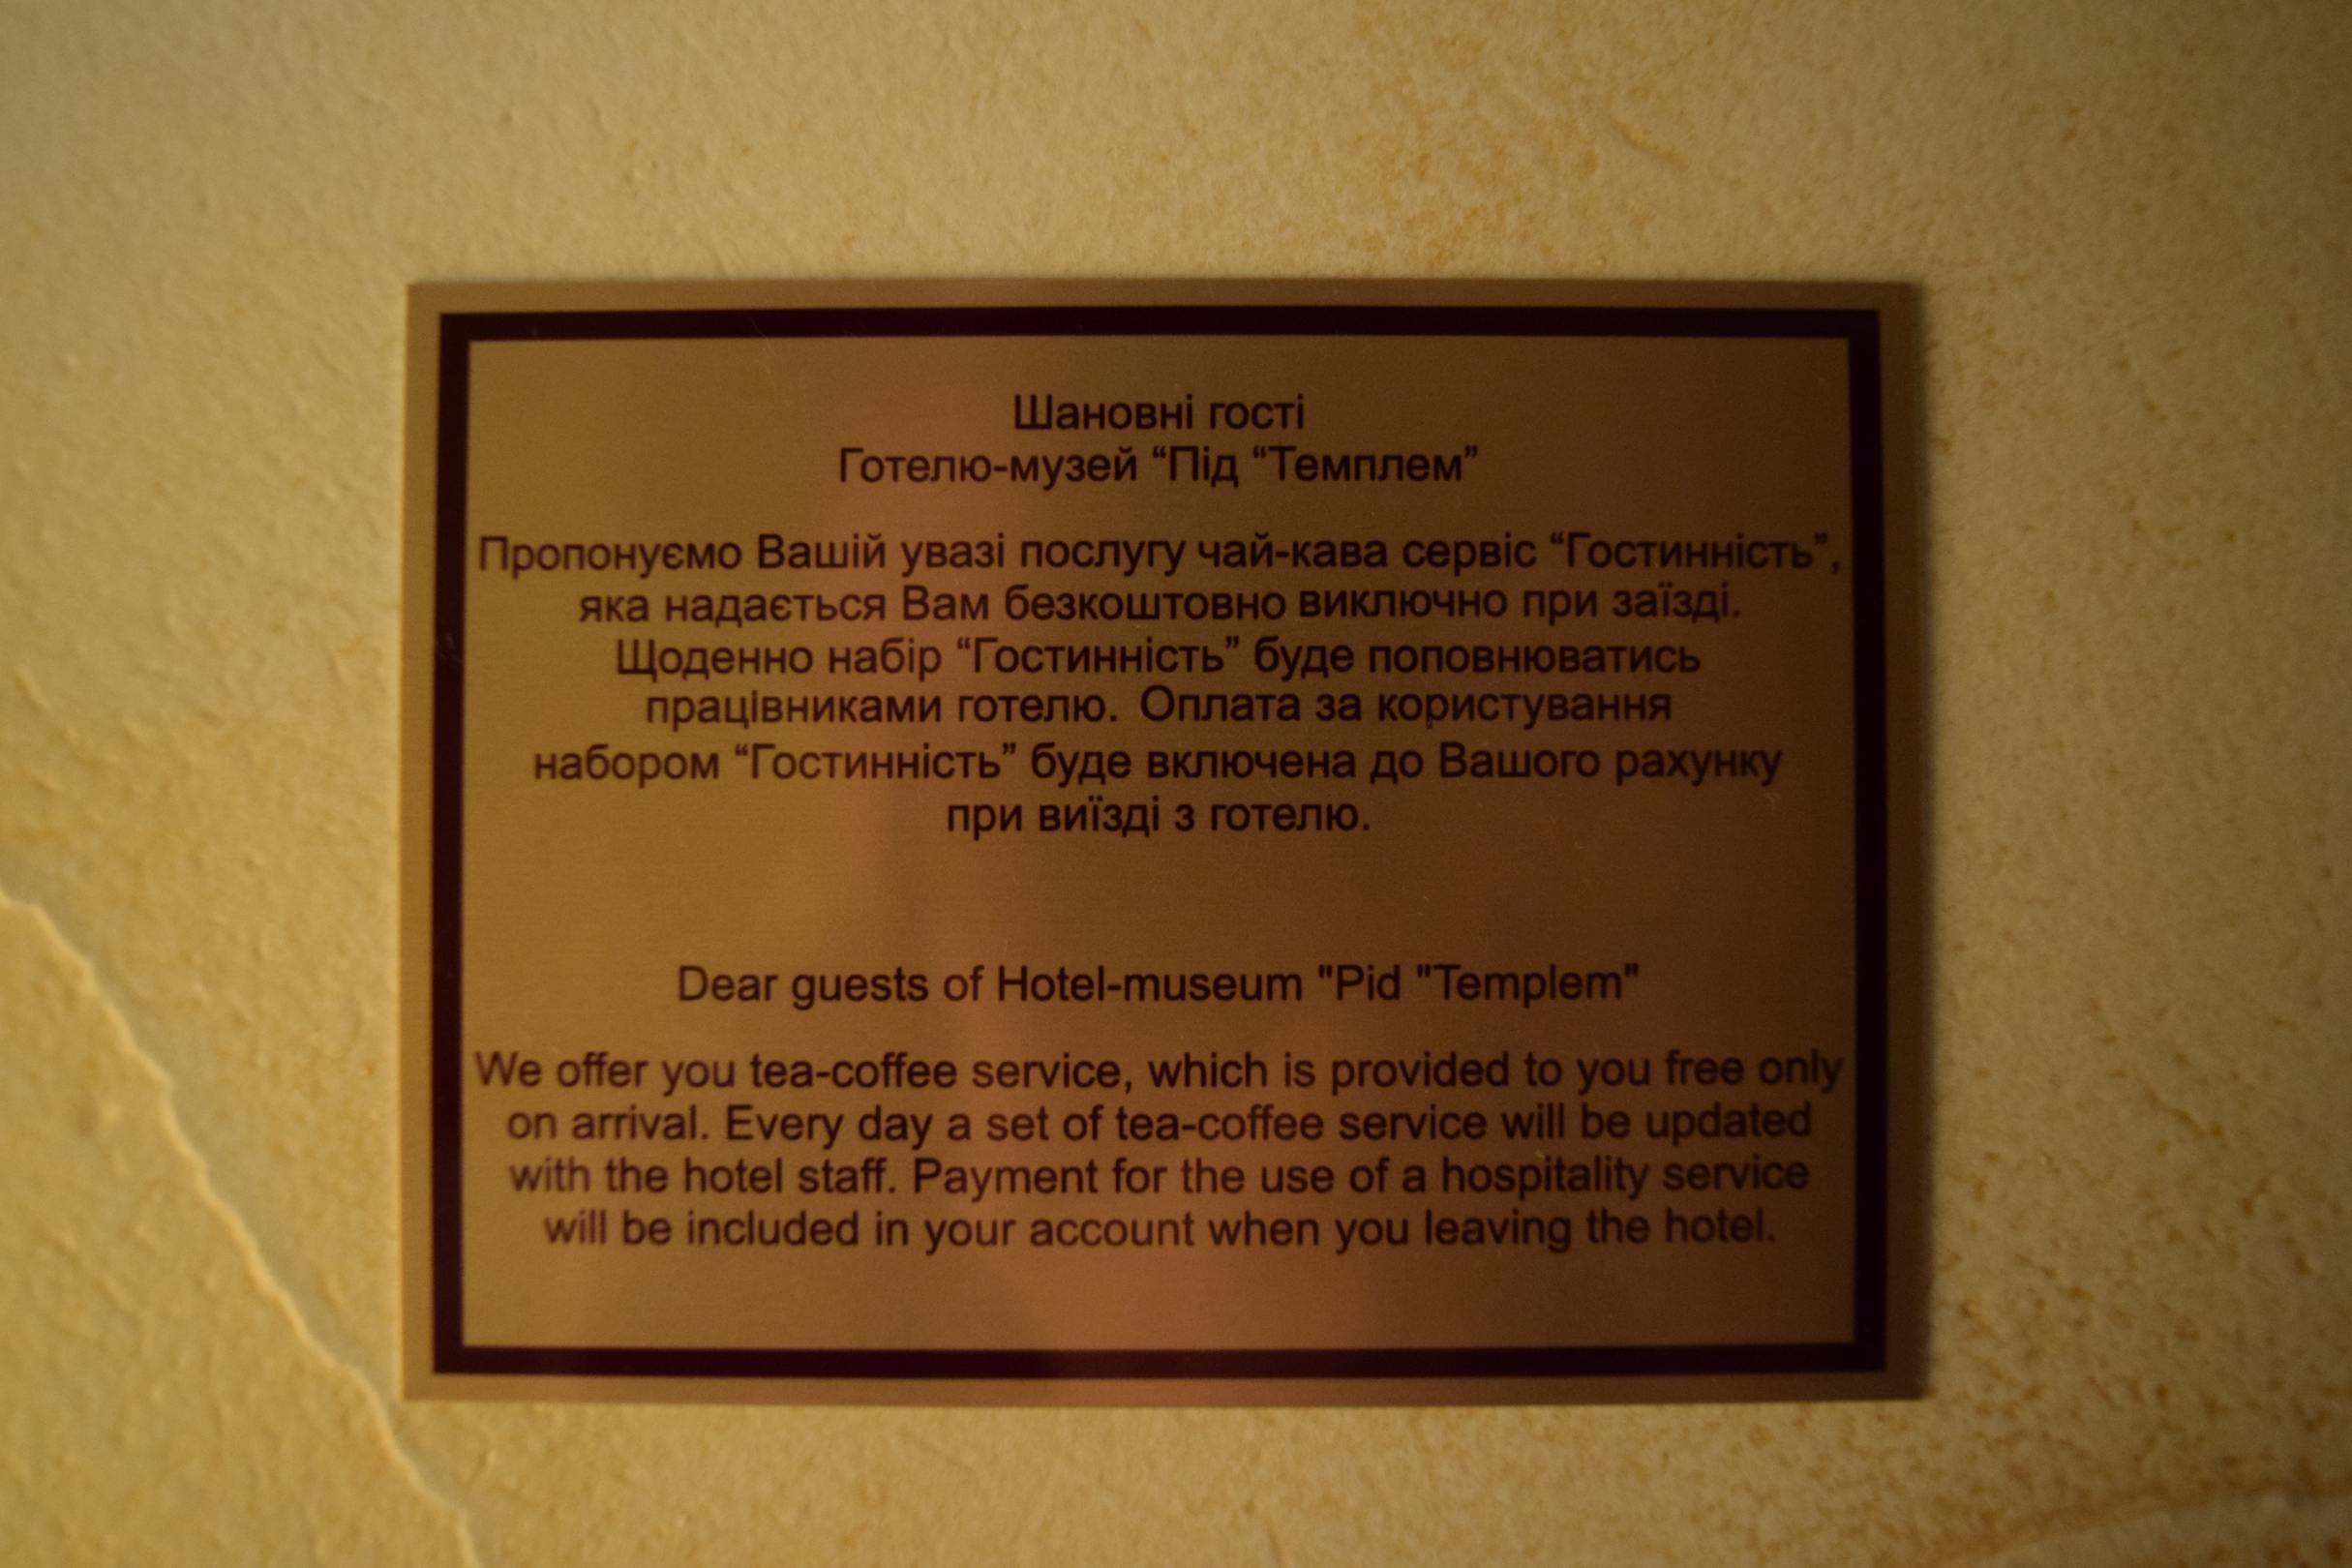 Шановні гості
Готелю-музей “Під “Темплем”
Пропонуємо Вашій увазі послугу чай-кава сервіс “Гостинність”,
яка надається Вам безкоштовно виключно при заїзді.
Щоденно набір “Гостинність” буде поповнюватись
працівниками готелю. Оплата за користування
набором “Гостинність” буде включена до Вашого рахунку
при виїзді з готелю.
Dear guests of Hotel-museum "Pid "Templem"
We offer you tea-coffee service, which is provided to you free only
on arrival. Every day a set of tea-coffee service will be updated
with the hotel staff. Payment for the use of a hospitality service
will be included in your account when you leaving the hotel.